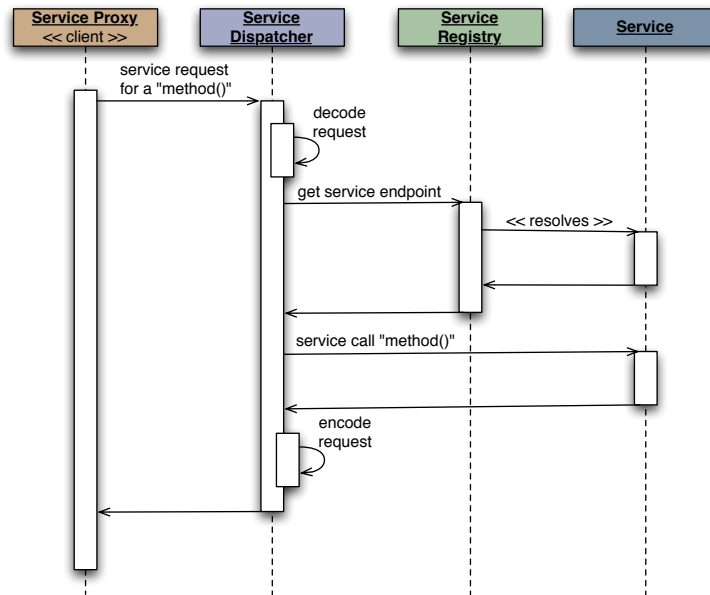 Service Proxy
<< client >>
Service
Dispatcher
Service
Registry
Service
service request
for a "method()"
decode
request
get service endpoint
<< resolves >>
service call "method()"
encode
request